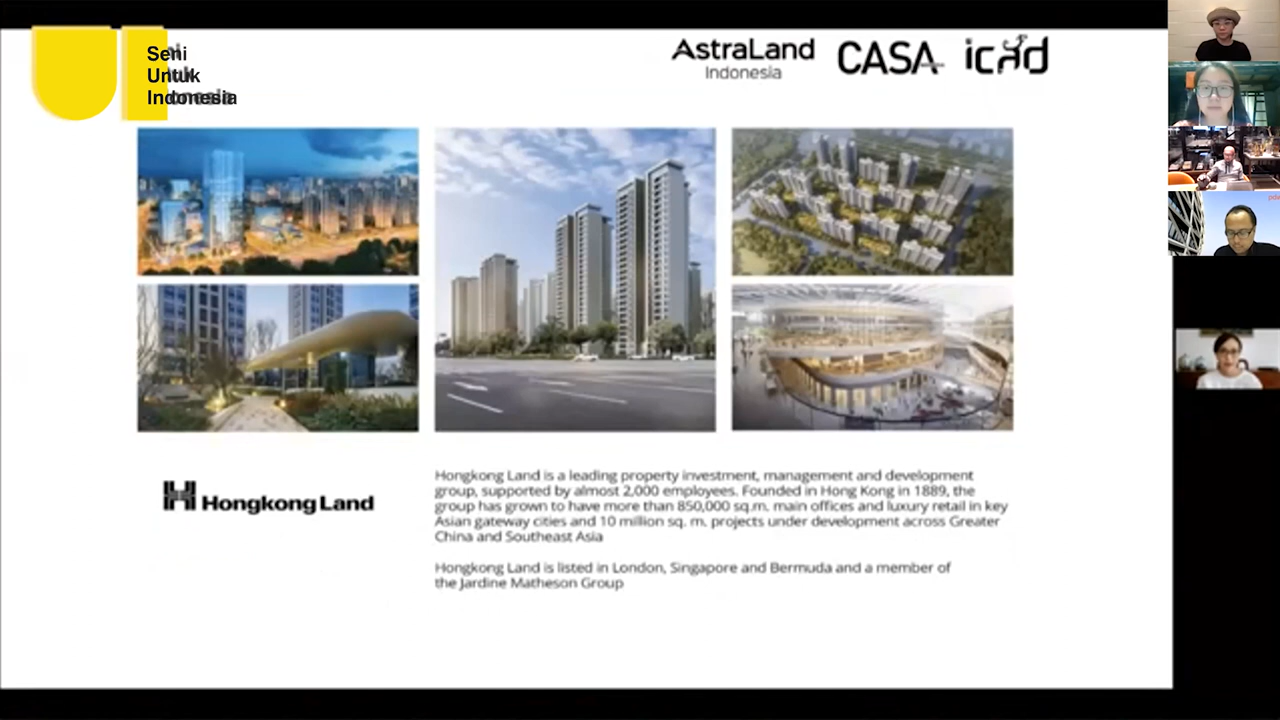 Seni
Untuk
Indonesia
AstraLand
Indonesia
CASA
icad
Hongkong Land
Hongkong Land is a leading property investment, management and development
group, supported by almost 2,000 employees. Founded in Hong Kong in 1889, the
group has grown to have more than 850,000 sq.m. main offices and luxury retail in key
Asian gateway cities and 10 million sq. m. projects under development across Greater
China and Southeast Asia
Hongkong Land is listed in London, Singapore and Bermuda and a member of
the Jardine Matheson Group